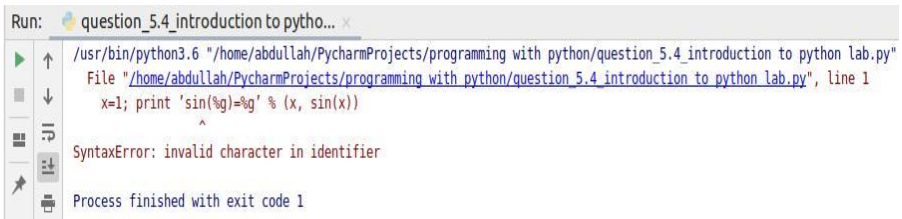 Run: question_5.4_introduction to pytho... ×
/usr/bin/python3.6 "/home/abdullah/PycharmProjects/programming with python/question_5.4_introduction to python lab.py"
File "/home/abdullah/PycharmProjects/programming with python/question_5.4_introduction to python lab.py", line 1
x=1; print ’sin(%g)=%g’ % (x, sin(x))
^
SyntaxError: invalid character in identifier
Process finished with exit code 1